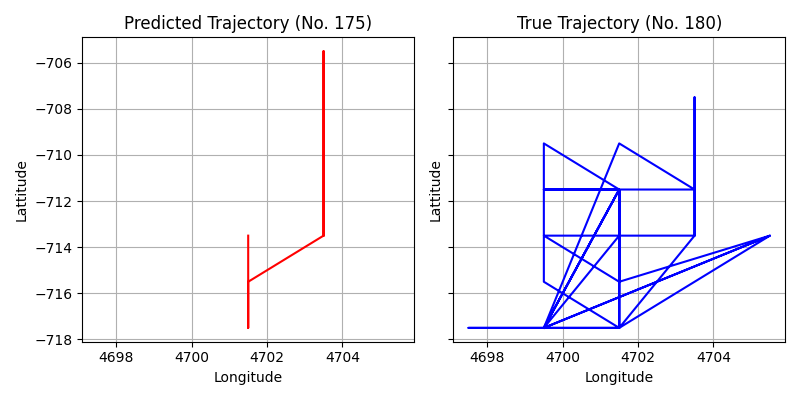 Predicted Trajectory (No. 175)
True Trajectory (No. 180)
Lattitude
−706
−708
−710
−712
−714
−716
−718
4698
4700
4702
4704
Longitude
Lattitude
4698
4700
4702
4704
Longitude